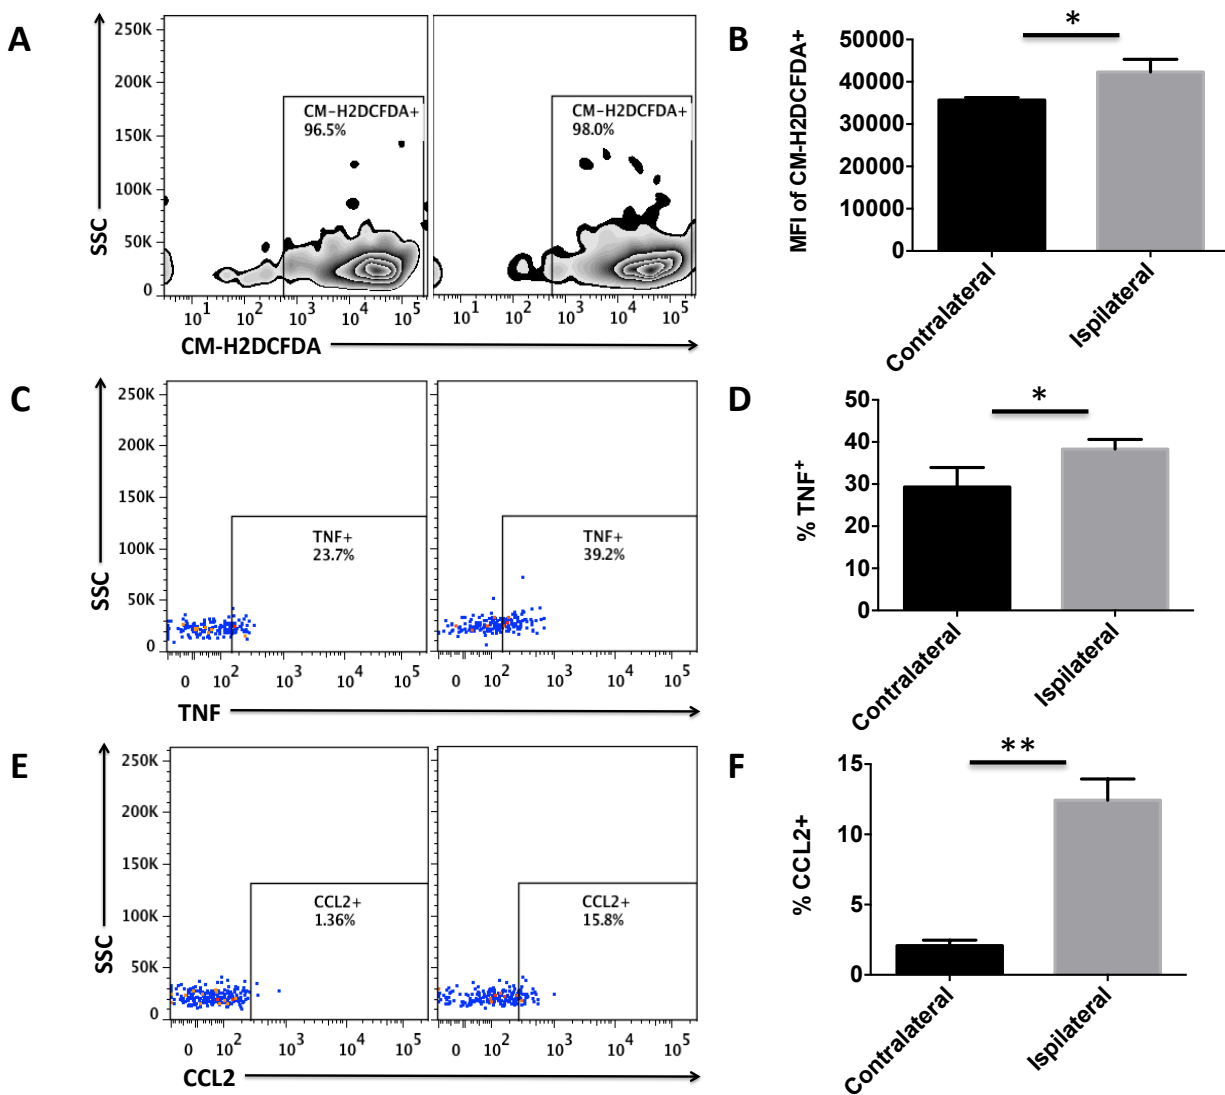 A
250K
200K
150K
100K
50K
0
SSC
CM-H2DCFDA+
96.5%
CM-H2DCFDA+
98.0%
10^1 10^2 10^3 10^4 10^5
10^1 10^2 10^3 10^4 10^5
CM-H2DCFDA
B
*
MFI of CM-H2DCFDA+
50000
40000
30000
20000
10000
0
Contralateral
Ispilateral
C
250K
200K
150K
100K
50K
0
SSC
TNF+
23.7%
TNF+
39.2%
0 10^2 10^3 10^4 10^5
0 10^2 10^3 10^4 10^5
TNF
D
*
% TNF^+
50
40
30
20
10
0
Contralateral
Ispilateral
E
250K
200K
150K
100K
50K
0
SSC
CCL2+
1.36%
CCL2+
15.8%
0 10^2 10^3 10^4 10^5
0 10^2 10^3 10^4 10^5
CCL2
F
**
% CCL2+
15
10
5
0
Contralateral
Ispilateral